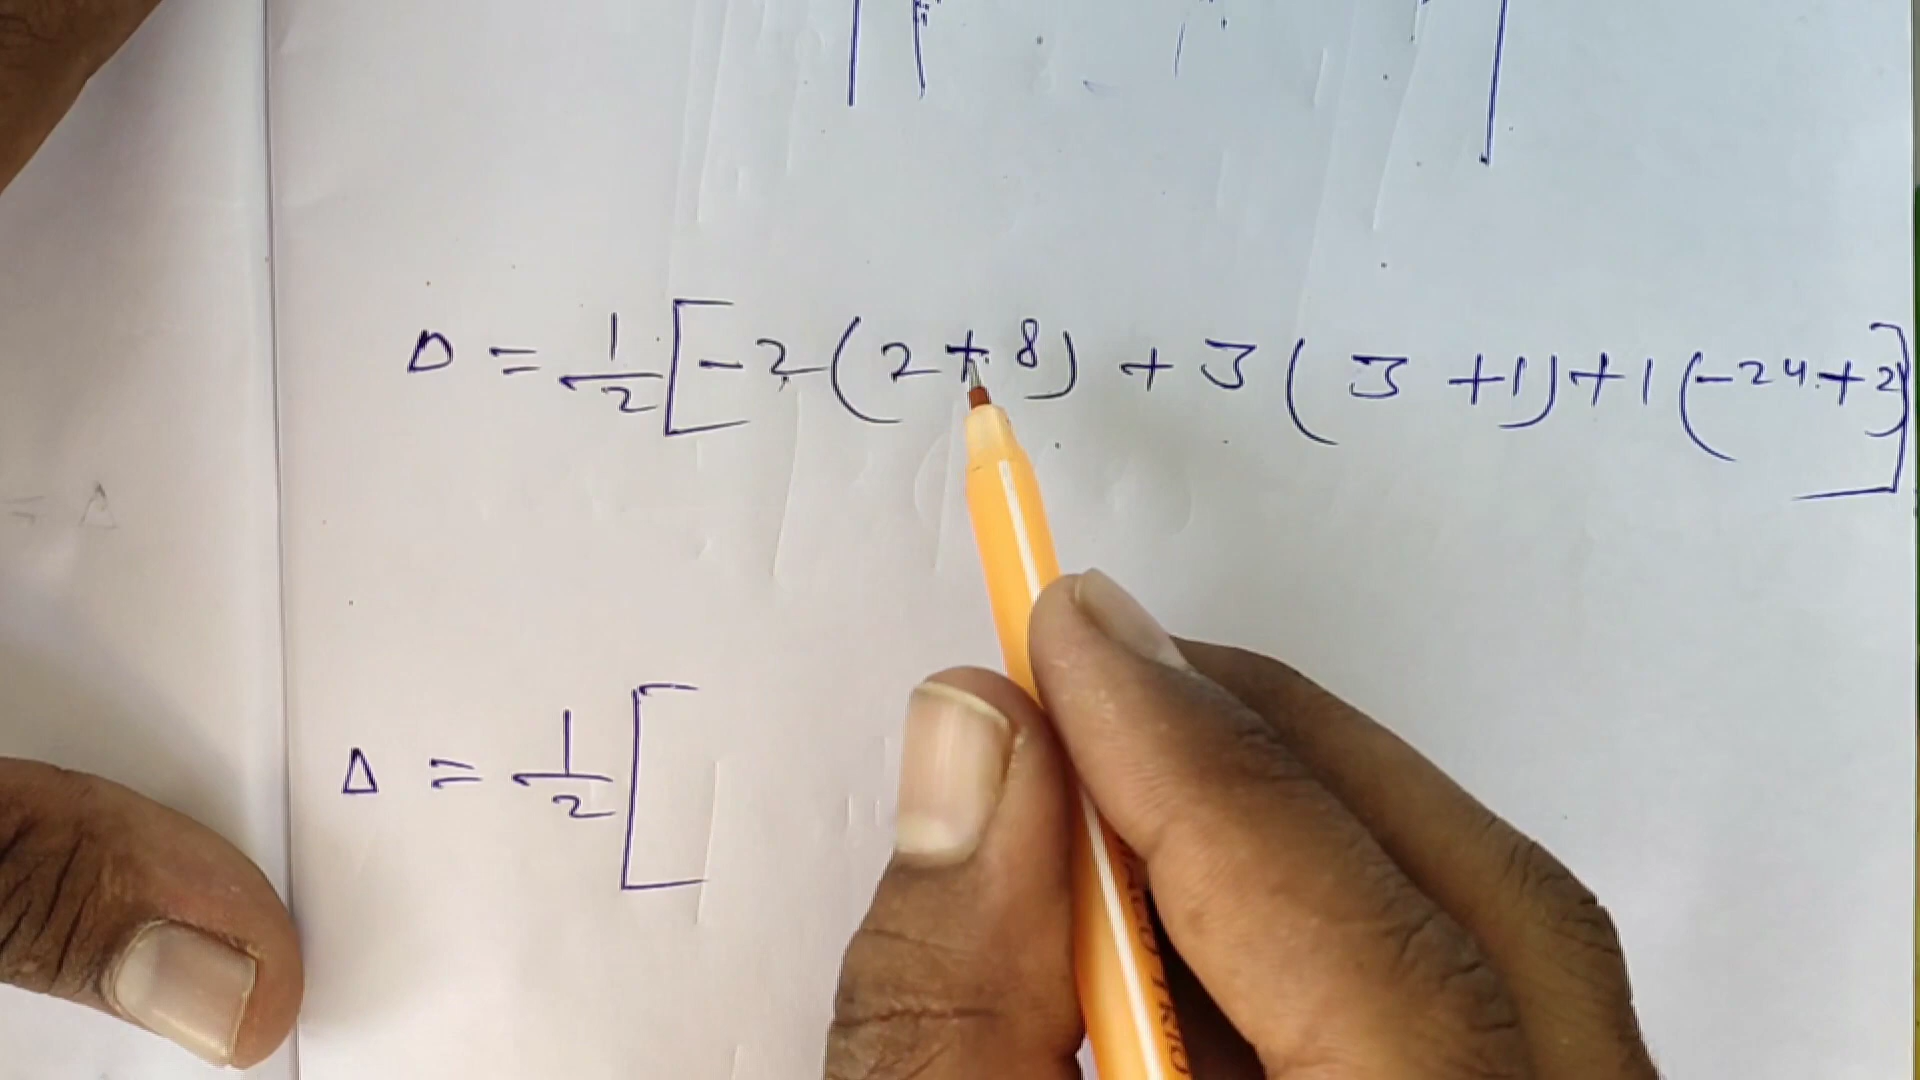 Δ = 1/2 [-2(2+8) + 3(3+1)+1(-24+2)]
= Δ
Δ = 1/2 [